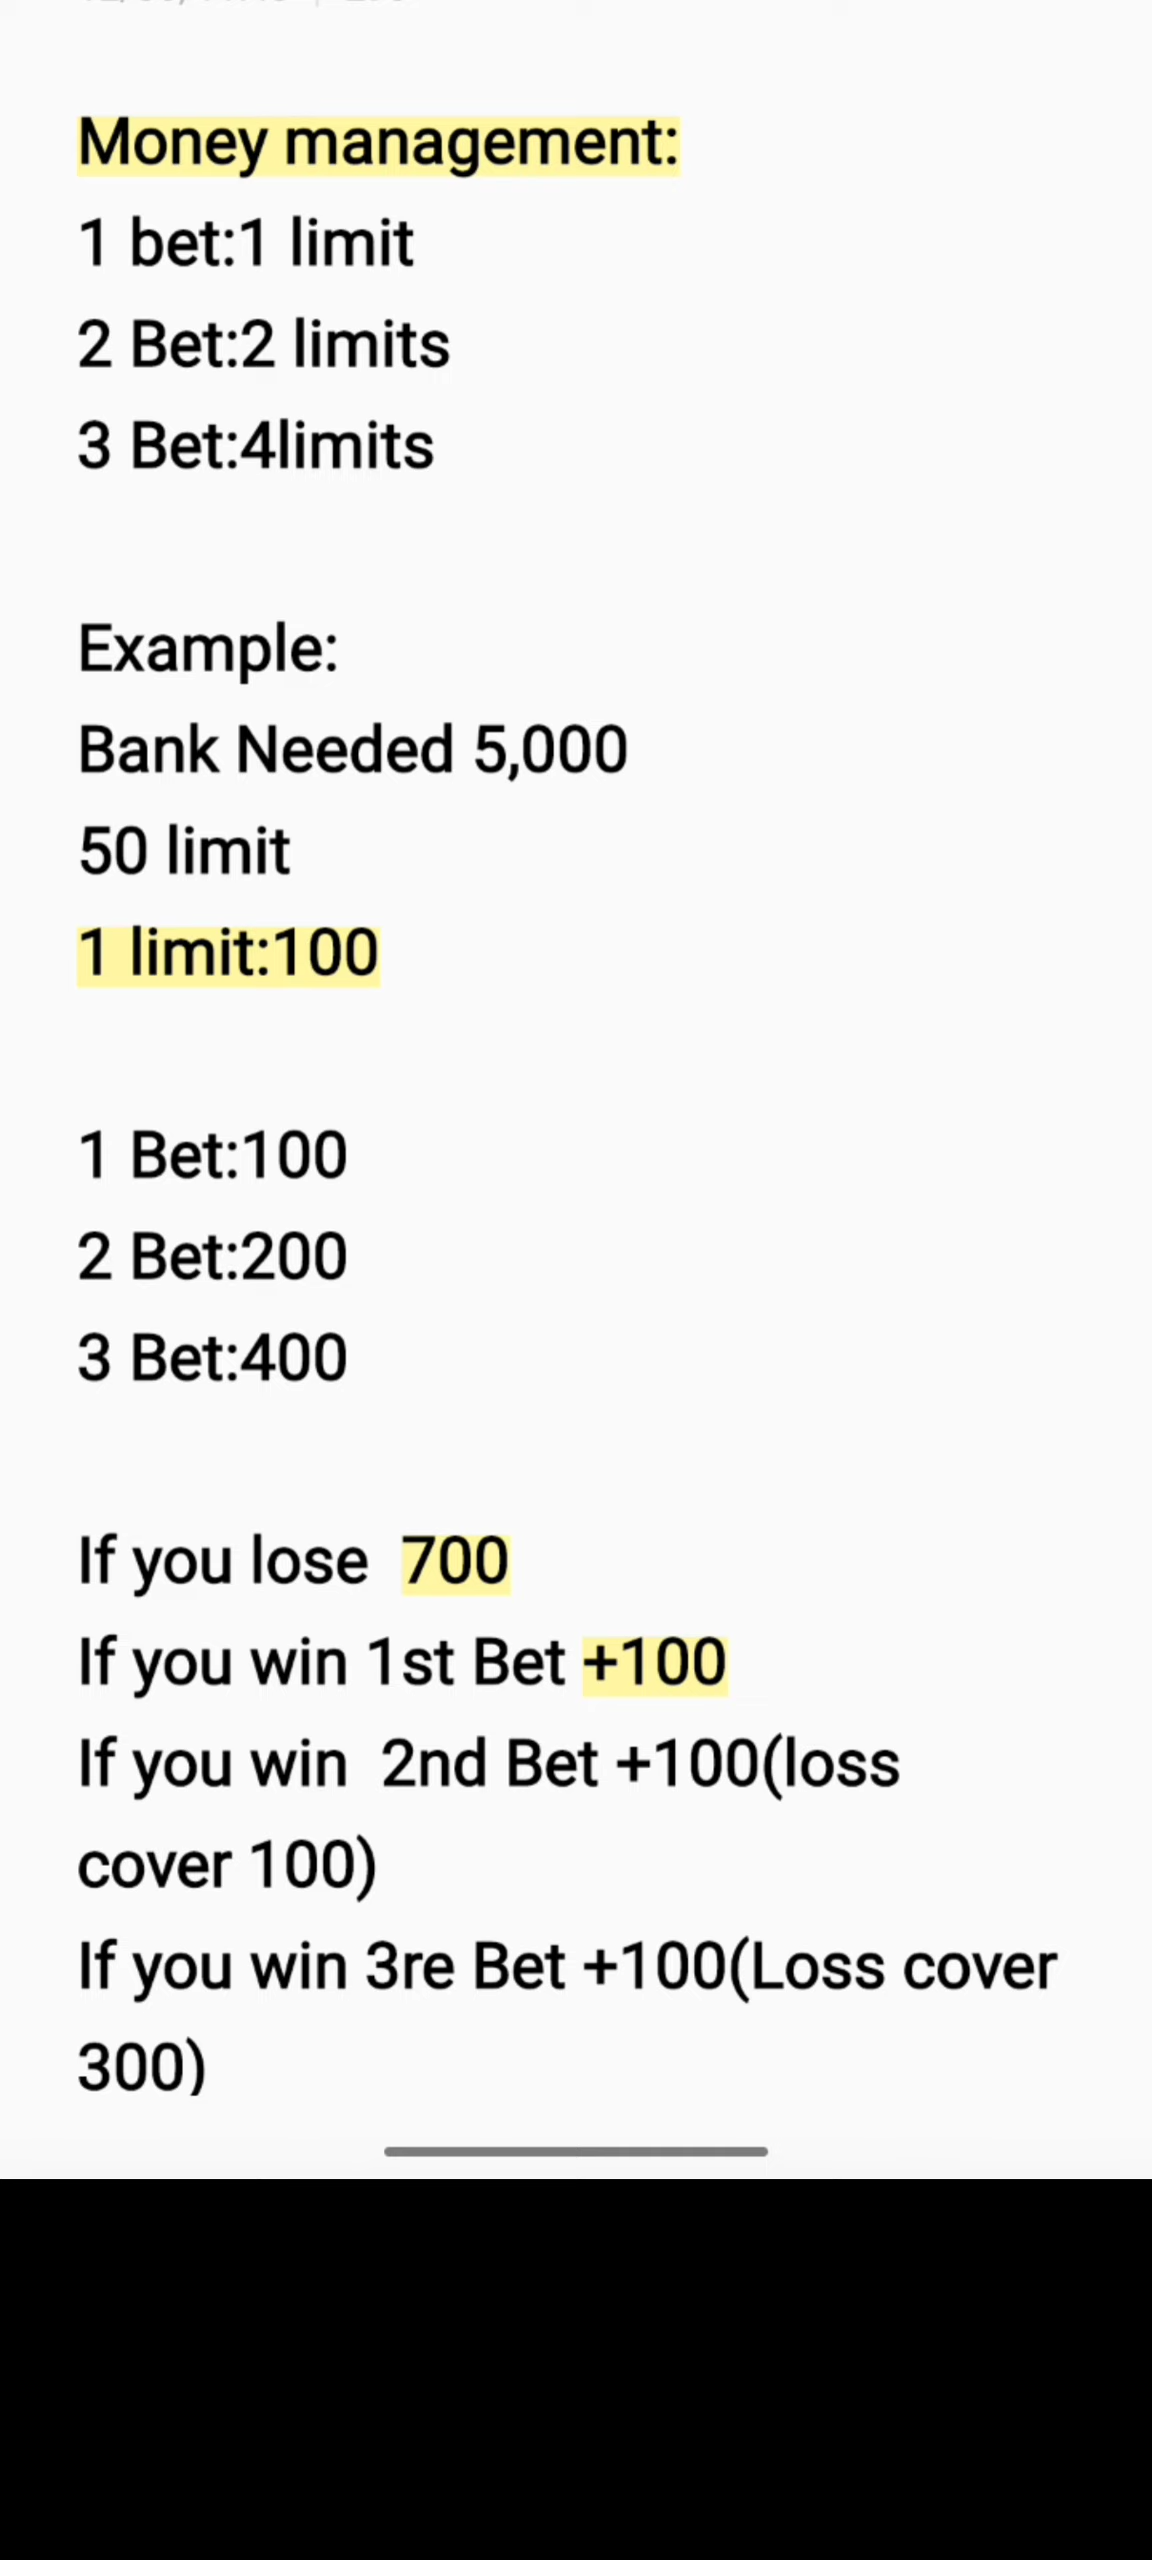 Money management:
1 bet:1 limit
2 Bet:2 limits
3 Bet:4limits
Example:
Bank Needed 5,000
50 limit
1 limit:100
1 Bet:100
2 Bet:200
3 Bet:400
If you lose  700
If you win 1st Bet +100
If you win  2nd Bet +100(loss
cover 100)
If you win 3re Bet +100(Loss cover
300)